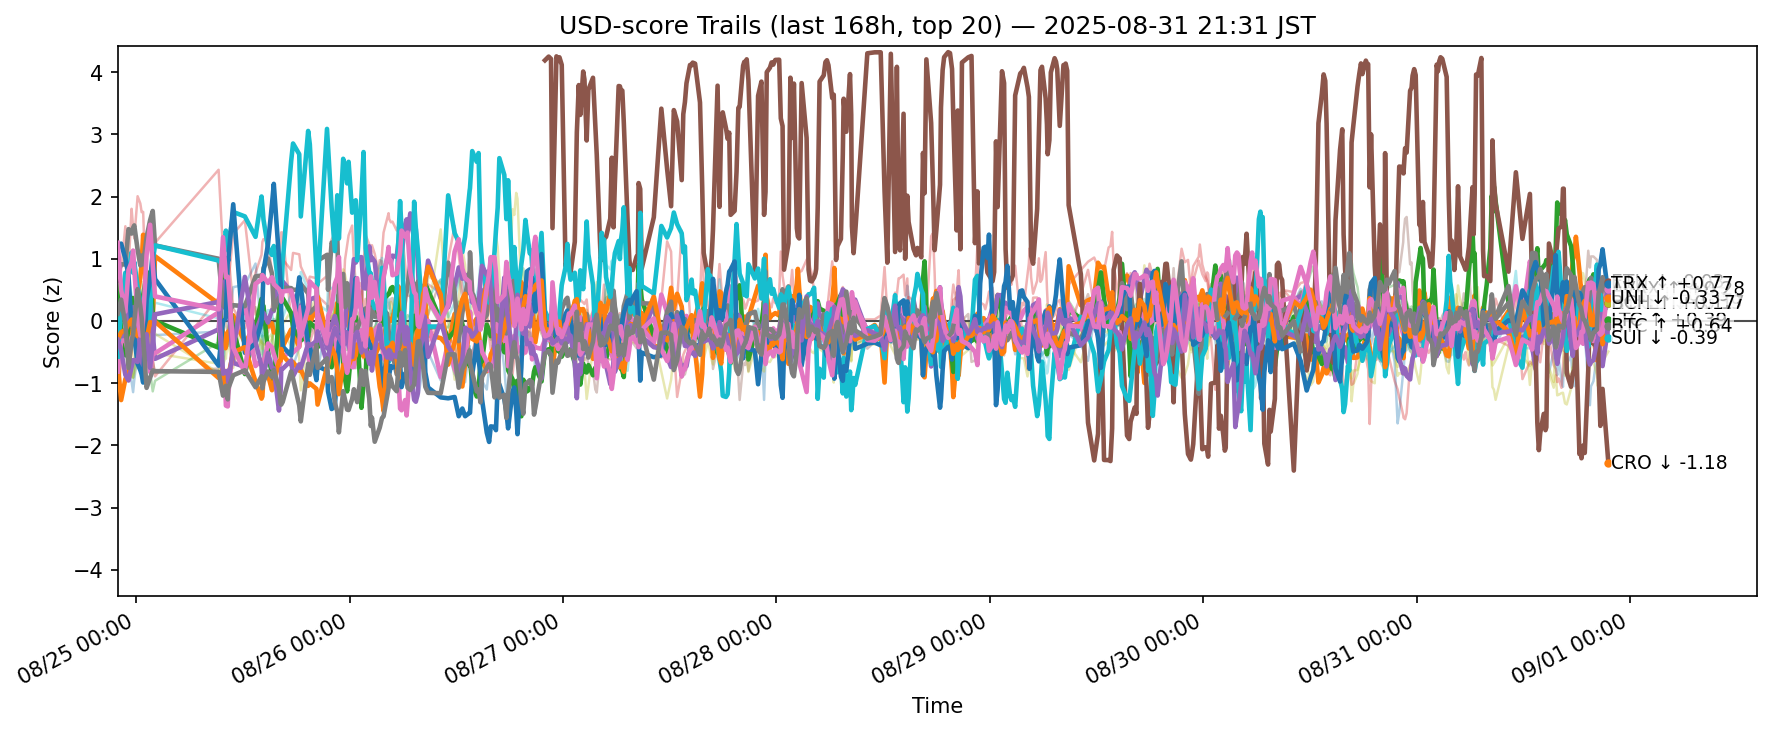 USD-score Trails (last 168h, top 20) — 2025-08-31 21:31 JST
Score (z)
4
3
2
1
0
−1
−2
−3
−4
TRX ↑ +0.77
UNI ↓ -0.33
BTC ↑ +0.64
SUI ↓ -0.39
CRO ↓ -1.18
08/25 00:00
08/26 00:00
08/27 00:00
08/28 00:00
08/29 00:00
08/30 00:00
08/31 00:00
09/01 00:00
Time